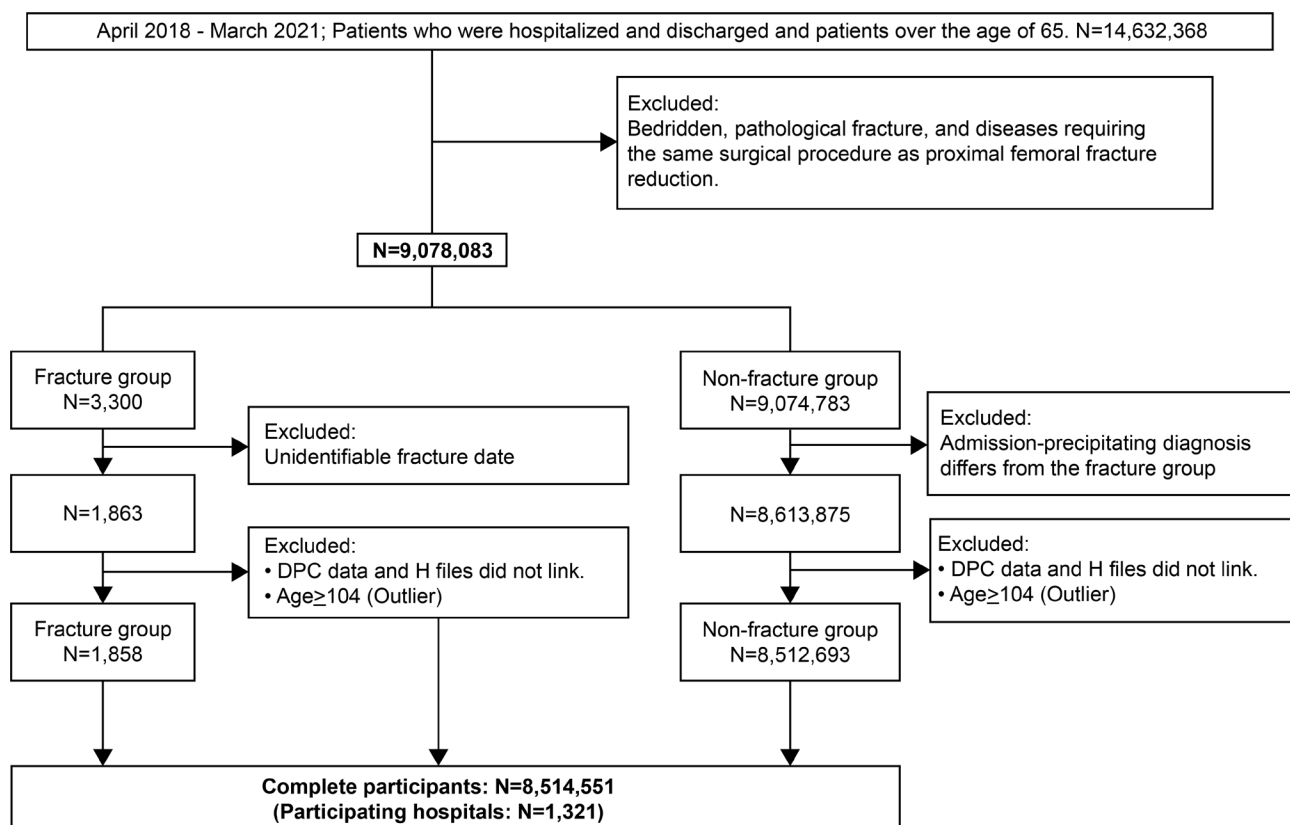 April 2018 - March 2021; Patients who were hospitalized and discharged and patients over the age of 65. N=14,632,368
Excluded:
Bedridden, pathological fracture, and diseases requiring
the same surgical procedure as proximal femoral fracture
reduction.
N=9,078,083
Fracture group
N=3,300
Non-fracture group
N=9,074,783
Excluded:
Unidentifiable fracture date
Excluded:
Admission-precipitating diagnosis
differs from the fracture group
N=1,863
N=8,613,875
Excluded:
• DPC data and H files did not link.
• Age≥104 (Outlier)
Excluded:
• DPC data and H files did not link.
• Age≥104 (Outlier)
Fracture group
N=1,858
Non-fracture group
N=8,512,693
Complete participants: N=8,514,551
(Participating hospitals: N=1,321)